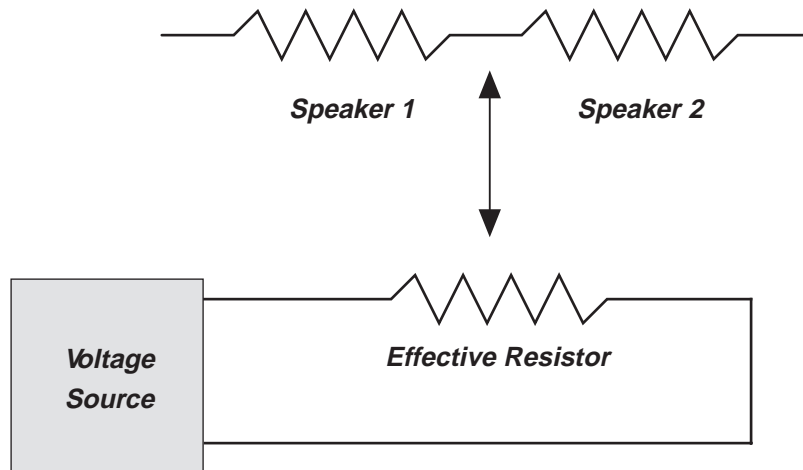 Speaker 1
Speaker 2
Effective Resistor
Voltage
Source